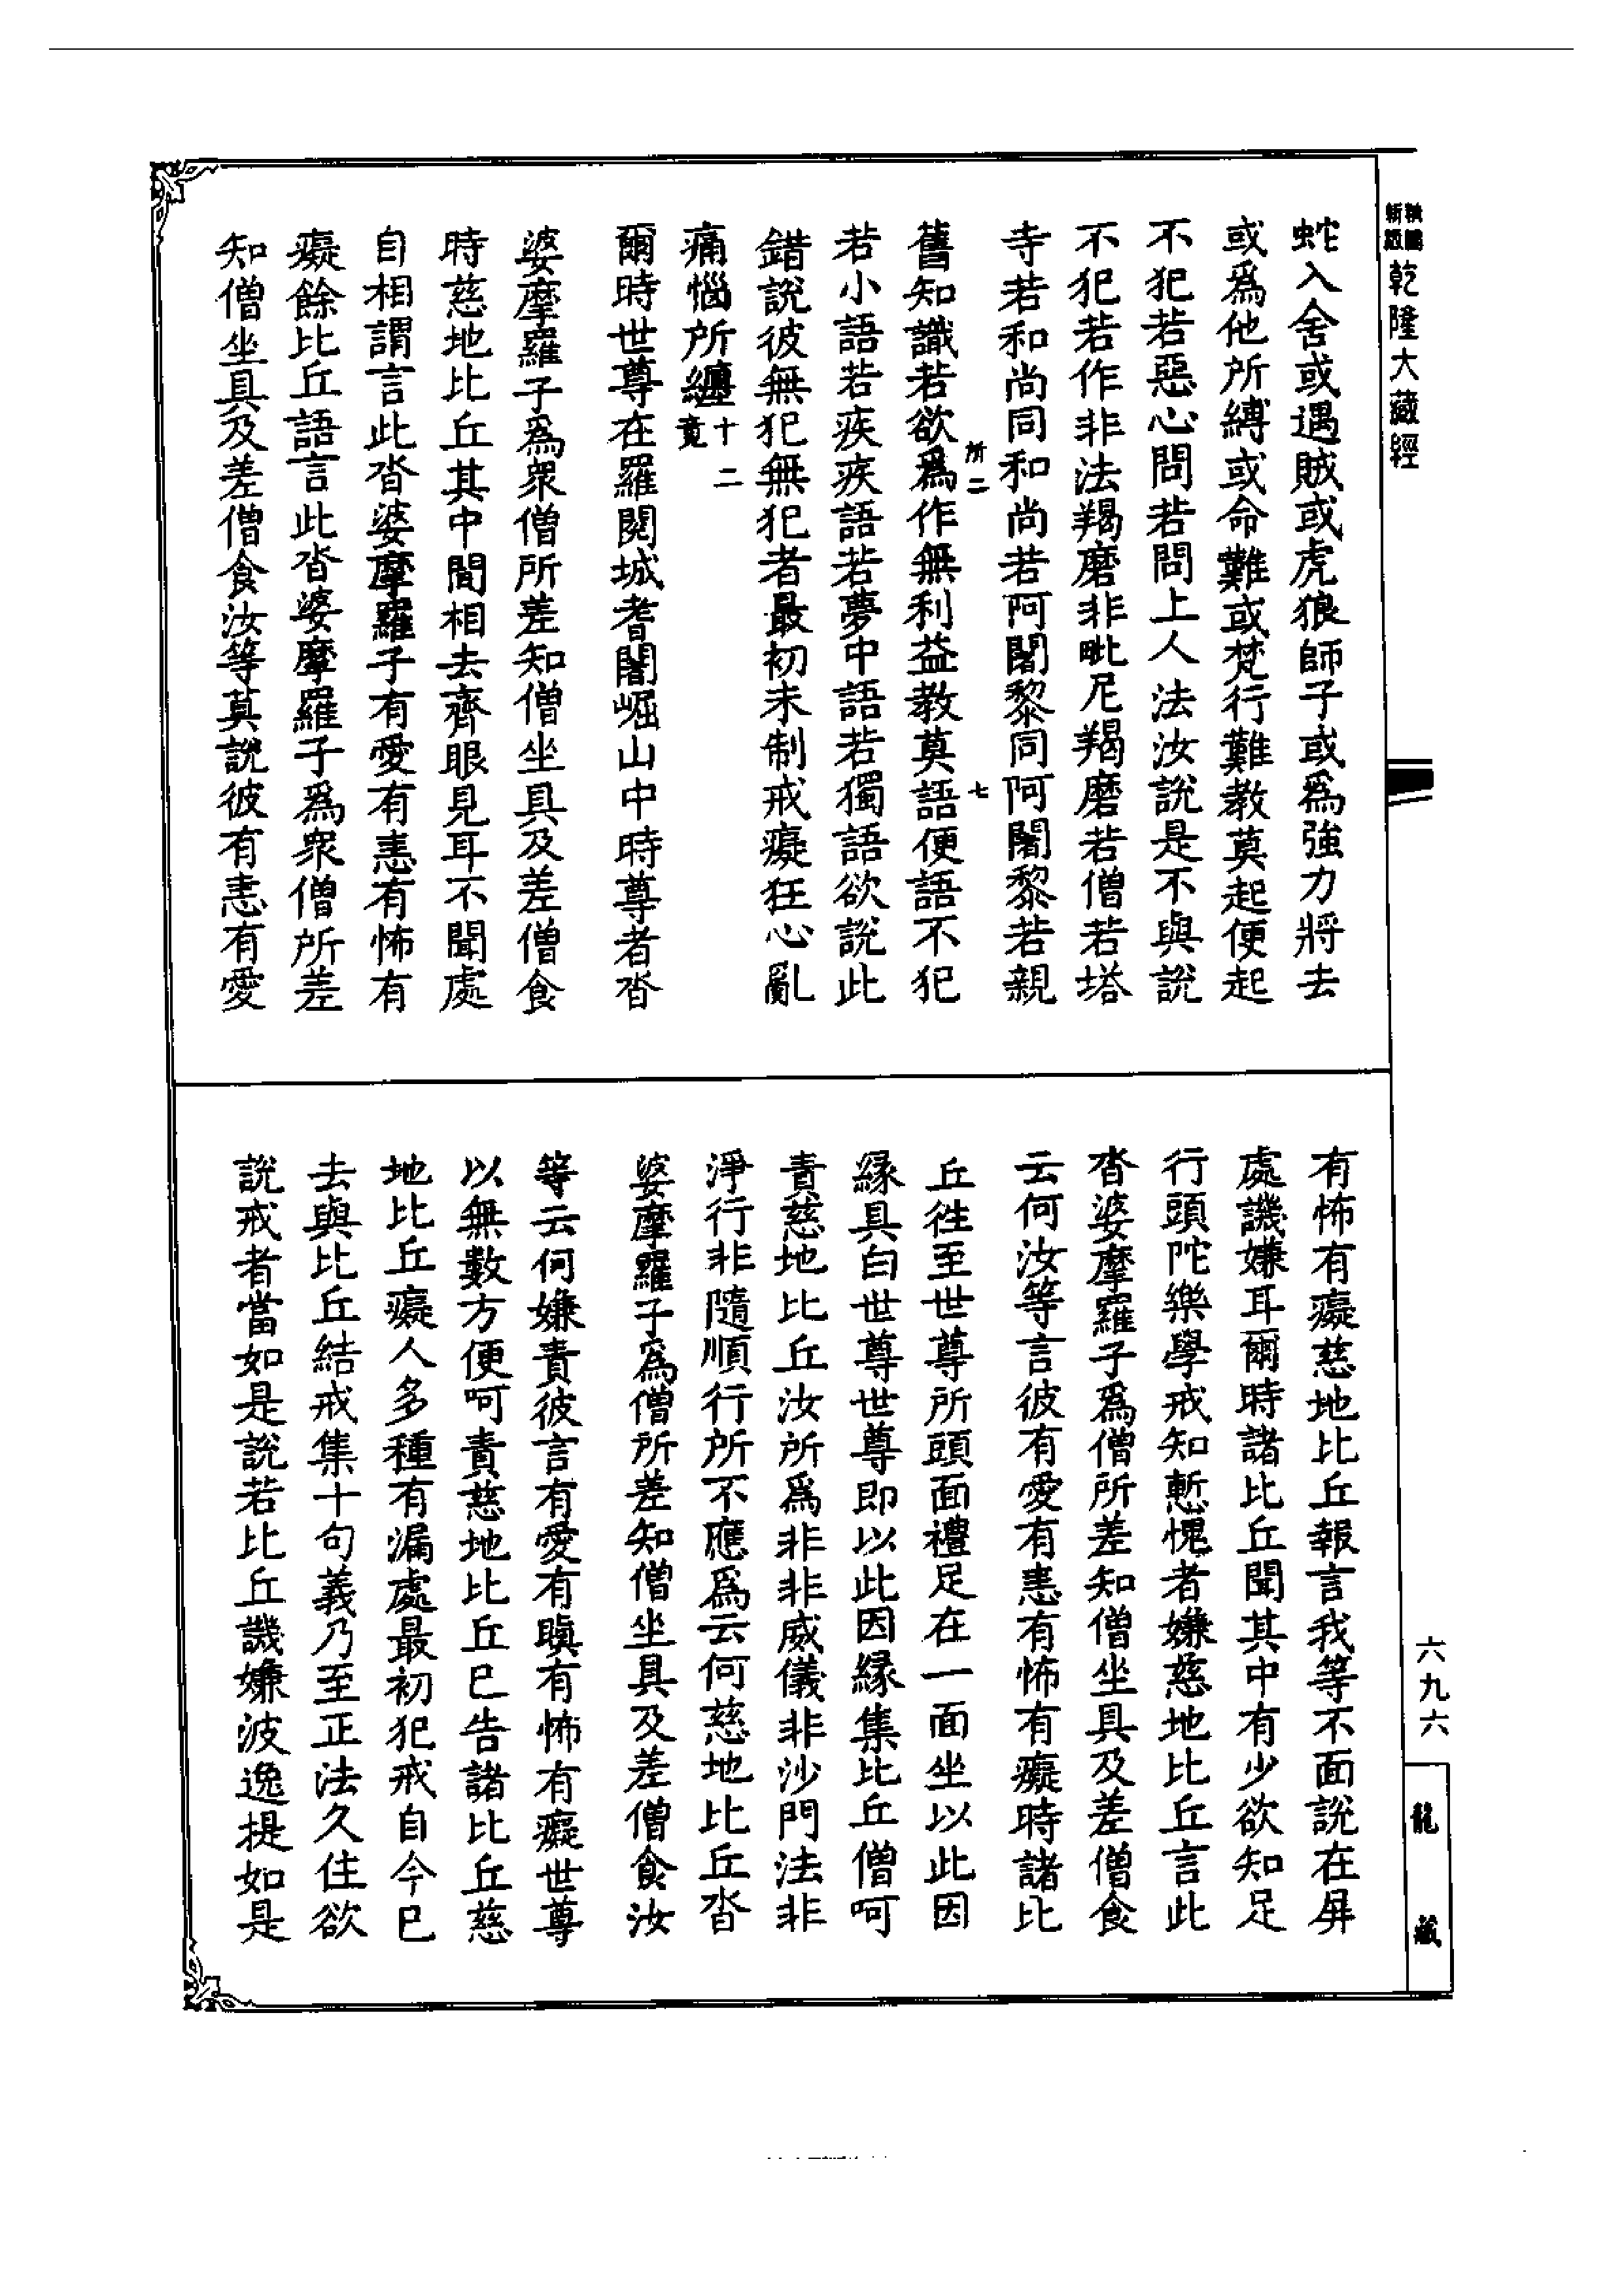 乾隆大藏經
蛇入舍或遇賊或虎狼師子或爲強力將去
或爲他所縛或命難或梵行難教莫起便起
不犯若惡心問若問上人法汝說是不與說
不犯若作非法羯磨非毗尼羯磨若僧若塔
寺若和尚同和尚若阿闍黎同阿闍黎若親
所二 七
舊知識若欲爲作無利益教莫語便語不犯
若小語若疾疾語若夢中語若獨語欲說此
錯說彼無犯無犯者最初未制戒癡狂心亂
痛惱所纏十二竟
爾時世尊在羅閱城耆闍崛山中時尊者沓
婆摩羅子爲衆僧所差知僧坐具及差僧食
時慈地比丘其中間相去齊眼見耳不聞處
自相謂言此沓婆摩羅子有愛有恚有怖有
癡餘比丘語言此沓婆摩羅子爲衆僧所差
知僧坐具及差僧食汝等莫說彼有恚有愛
有怖有癡慈地比丘報言我等不面說在屏
處譏嫌耳爾時諸比丘聞其中有少欲知足
行頭陀樂學戒知慙愧者嫌慈地比丘言此
沓婆摩羅子爲僧所差知僧坐具及差僧食
云何汝等言彼有愛有恚有怖有癡時諸比
丘徃至世尊所頭面禮足在一面坐以此因
緣具白世尊世尊即以此因緣集比丘僧呵
責慈地比丘汝所爲非非威儀非沙門法非
淨行非隨順行所不應爲云何慈地比丘沓
婆摩羅子爲僧所差知僧坐具及差僧食汝
等云何嫌責彼言有愛有瞋有怖有癡世尊
以無數方便呵責慈地比丘已告諸比丘慈
地比丘癡人多種有漏處最初犯戒自今已
去與比丘結戒集十句義乃至正法久住欲
說戒者當如是說若比丘譏嫌波逸提如是
六九六
龍藏